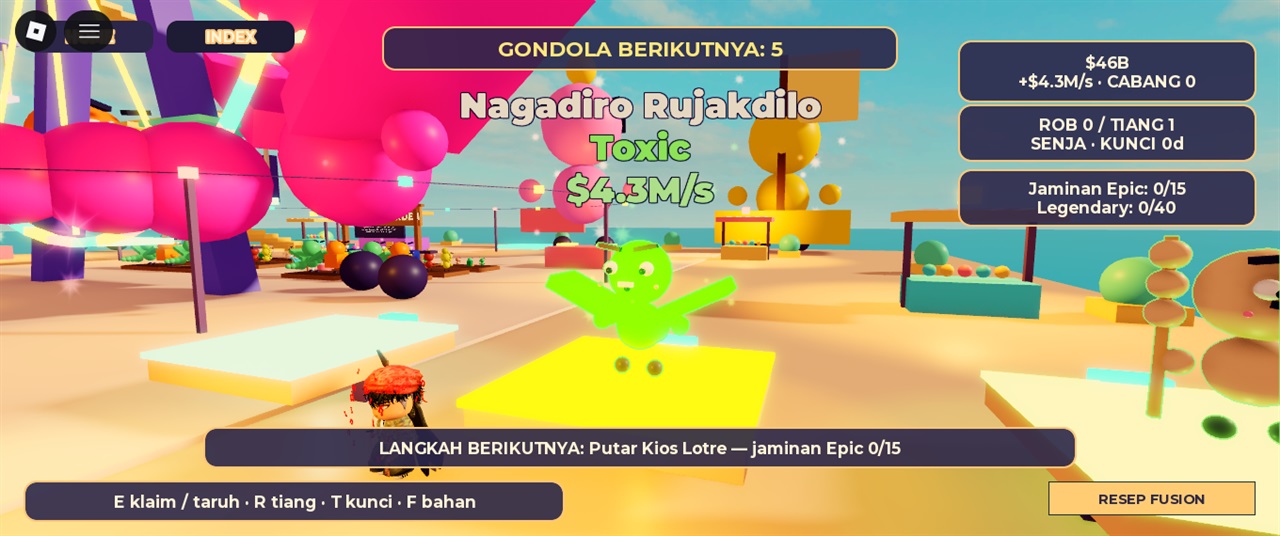 INDEX
GONDOLA BERIKUTNYA: 5
$46B
+$4.3M/s · CABANG 0
ROB 0 / TIANG 1
SENJA · KUNCI 0d
Jaminan Epic: 0/15
Legendary: 0/40
Nagadiro Rujakdilo
Toxic
$4.3M/s
LANGKAH BERIKUTNYA: Putar Kios Lotre — jaminan Epic 0/15
E klaim / taruh · R tiang · T kunci · F bahan
RESEP FUSION